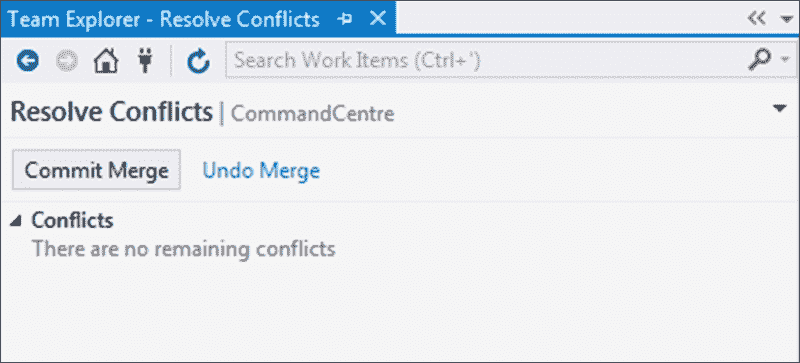 Team Explorer - Resolve Conflicts
Search Work Items (Ctrl+')
Resolve Conflicts | CommandCentre
Commit Merge Undo Merge
Conflicts
There are no remaining conflicts